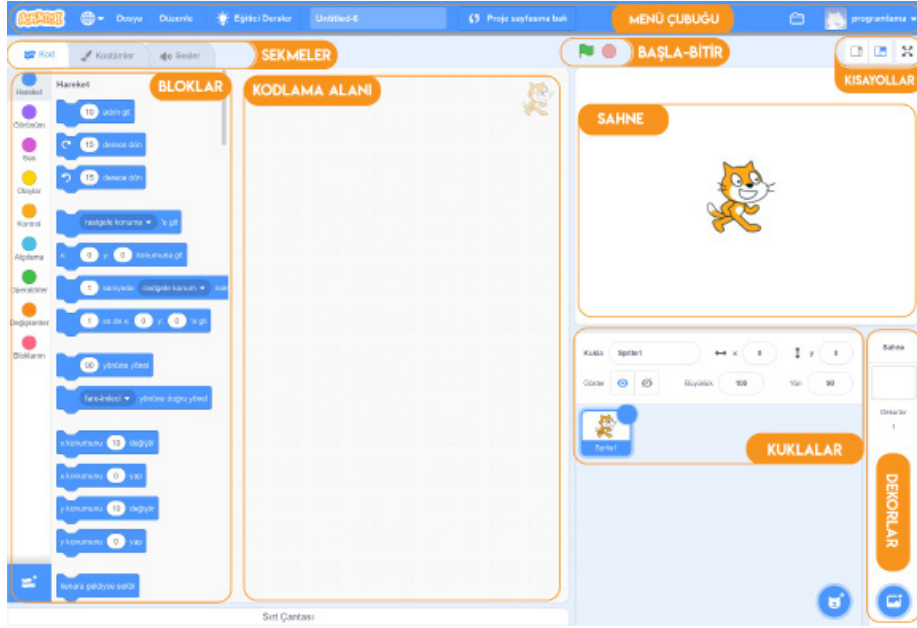 SCRATCH Dosya Düzenle Eğitici Dersler Untitled-6 Proje sayfasına bak MENÜ ÇUBUĞU programlama
Kod Kostümler Sesler SEKMELER BAŞLA-BİTİR
KISAYOLLAR
Hareket
Görünüm
Ses
Olaylar
Kontrol
Algılama
Operatörler
Değişkenler
Bloklarım
Hareket BLOKLAR
10 adım git
15 derece dön
15 derece dön
rastgele konuma 'a git
x: 0 y: 0 konumuna git
1 saniyede rastgele konum
1 sn.de x: 0 y: 0 'a git
90 yönüne yönel
fare-imleci yönüne doğru yönel
x konumunu 10 değiştir
x konumunu 0 yap
y konumunu 10 değiştir
y konumunu 0 yap
kenara geldiyse sektir
KODLAMA ALANI
SAHNE
Kukla Sprite1 x 0 y 0
Göster Büyüklük 100 Yön 90
Sprite1
KUKLALAR
Sahne
Dekorlar
1
DEKORLAR
Sırt Çantası